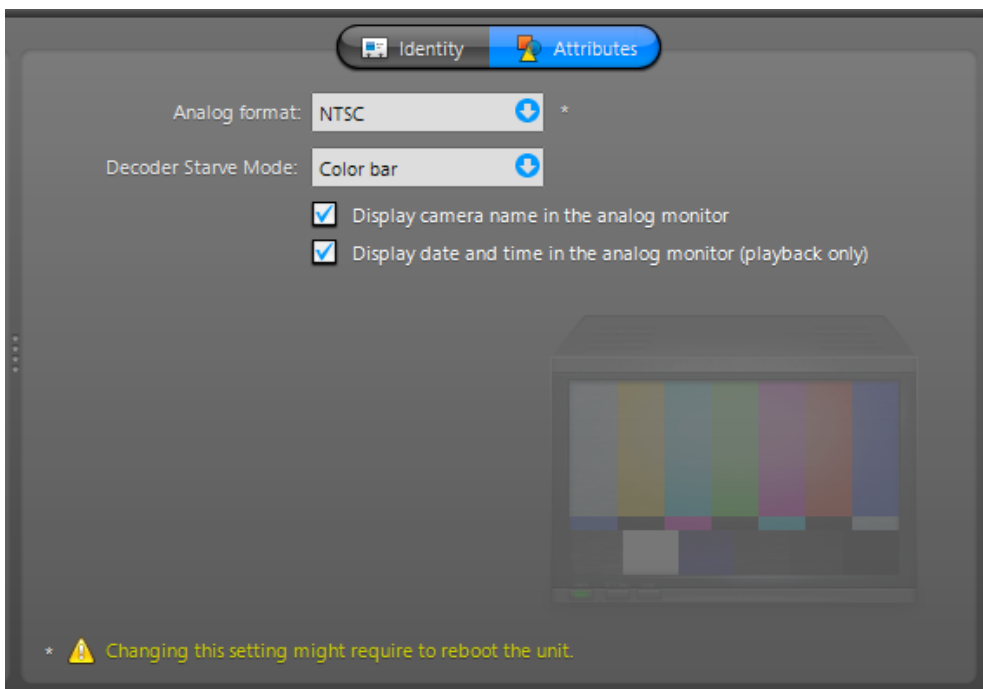 Identity Attributes
Analog format: NTSC *
Decoder Starve Mode: Color bar
Display camera name in the analog monitor
Display date and time in the analog monitor (playback only)
* Changing this setting might require to reboot the unit.